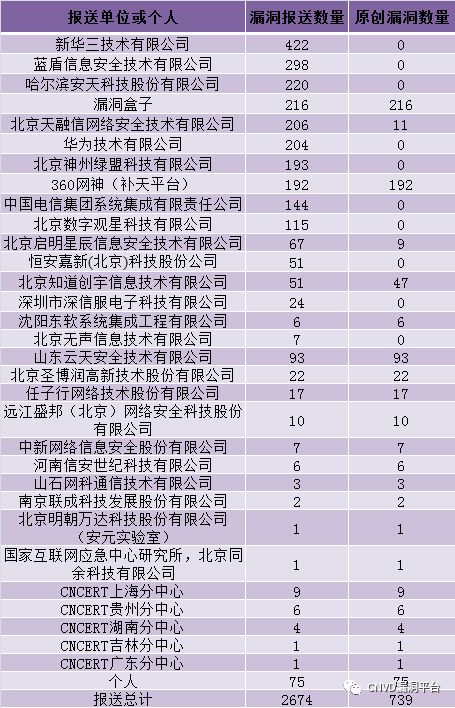 报送单位或个人 漏洞报送数量 原创漏洞数量
新华三技术有限公司 422 0
蓝盾信息安全技术有限公司 298 0
哈尔滨安天科技股份有限公司 220 0
漏洞盒子 216 216
北京天融信网络安全技术有限公司 206 11
华为技术有限公司 204 0
北京神州绿盟科技有限公司 193 0
360网神（补天平台） 192 192
中国电信集团系统集成有限责任公司 144 0
北京数字观星科技有限公司 115 0
北京启明星辰信息安全技术有限公司 67 9
恒安嘉新(北京)科技股份公司 51 0
北京知道创宇信息技术有限公司 51 47
深圳市深信服电子科技有限公司 24 0
沈阳东软系统集成工程有限公司 6 6
北京无声信息技术有限公司 7 0
山东云天安全技术有限公司 93 93
北京圣博润高新技术股份有限公司 22 22
任子行网络技术股份有限公司 17 17
远江盛邦（北京）网络安全科技股份
有限公司 10 10
中新网络信息安全股份有限公司 7 7
河南信安世纪科技有限公司 6 6
山石网科通信技术有限公司 3 3
南京联成科技发展股份有限公司 2 2
北京明朝万达科技股份有限公司
（安元实验室） 1 1
国家互联网应急中心研究所，北京同
余科技有限公司 1 1
CNCERT上海分中心 9 9
CNCERT贵州分中心 6 6
CNCERT湖南分中心 4 4
CNCERT吉林分中心 1 1
CNCERT广东分中心 1 1
个人 75 75
报送总计 2674 739
CNVD漏洞平台